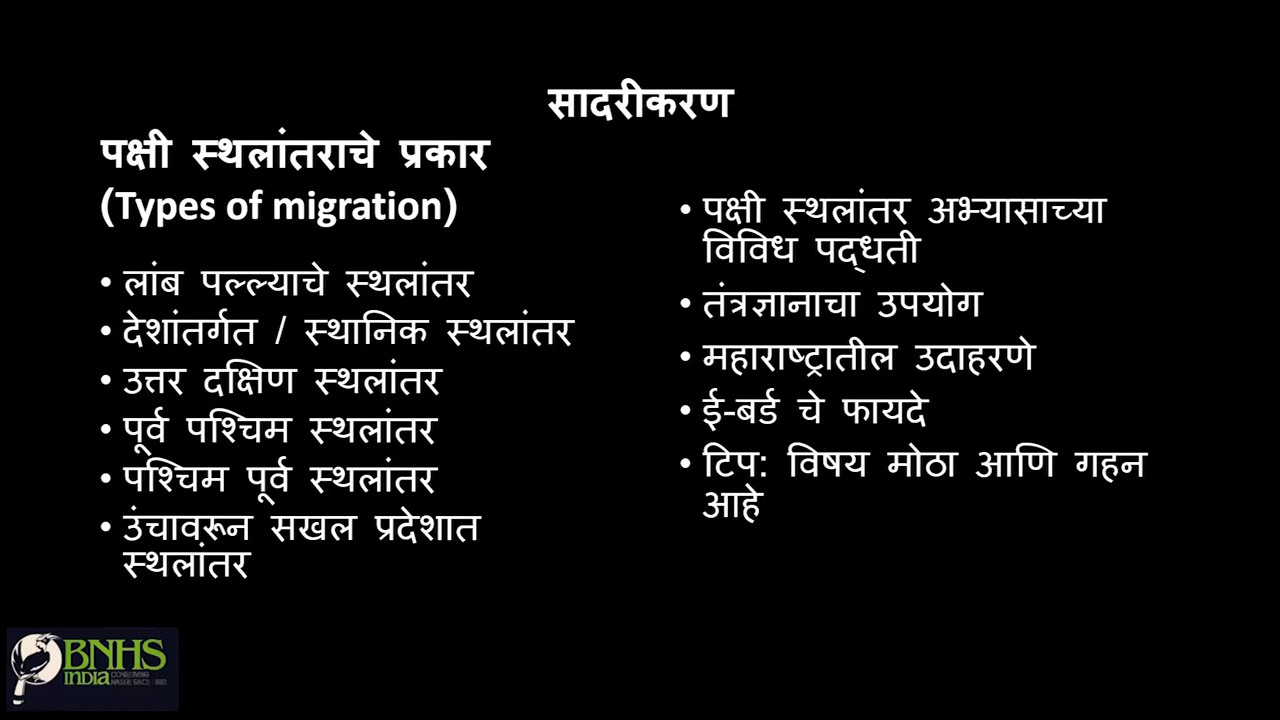 सादरीकरण
पक्षी स्थलांतराचे प्रकार
(Types of migration)
• लांब पल्ल्याचे स्थलांतर
• देशांतर्गत / स्थानिक स्थलांतर
• उत्तर दक्षिण स्थलांतर
• पूर्व पश्चिम स्थलांतर
• पश्चिम पूर्व स्थलांतर
• उंचावरून सखल प्रदेशात
स्थलांतर
• पक्षी स्थलांतर अभ्यासाच्या
विविध पद्धती
• तंत्रज्ञानाचा उपयोग
• महाराष्ट्रातील उदाहरणे
• ई-बर्ड चे फायदे
• टिप: विषय मोठा आणि गहन
आहे
BNHS
INDIA